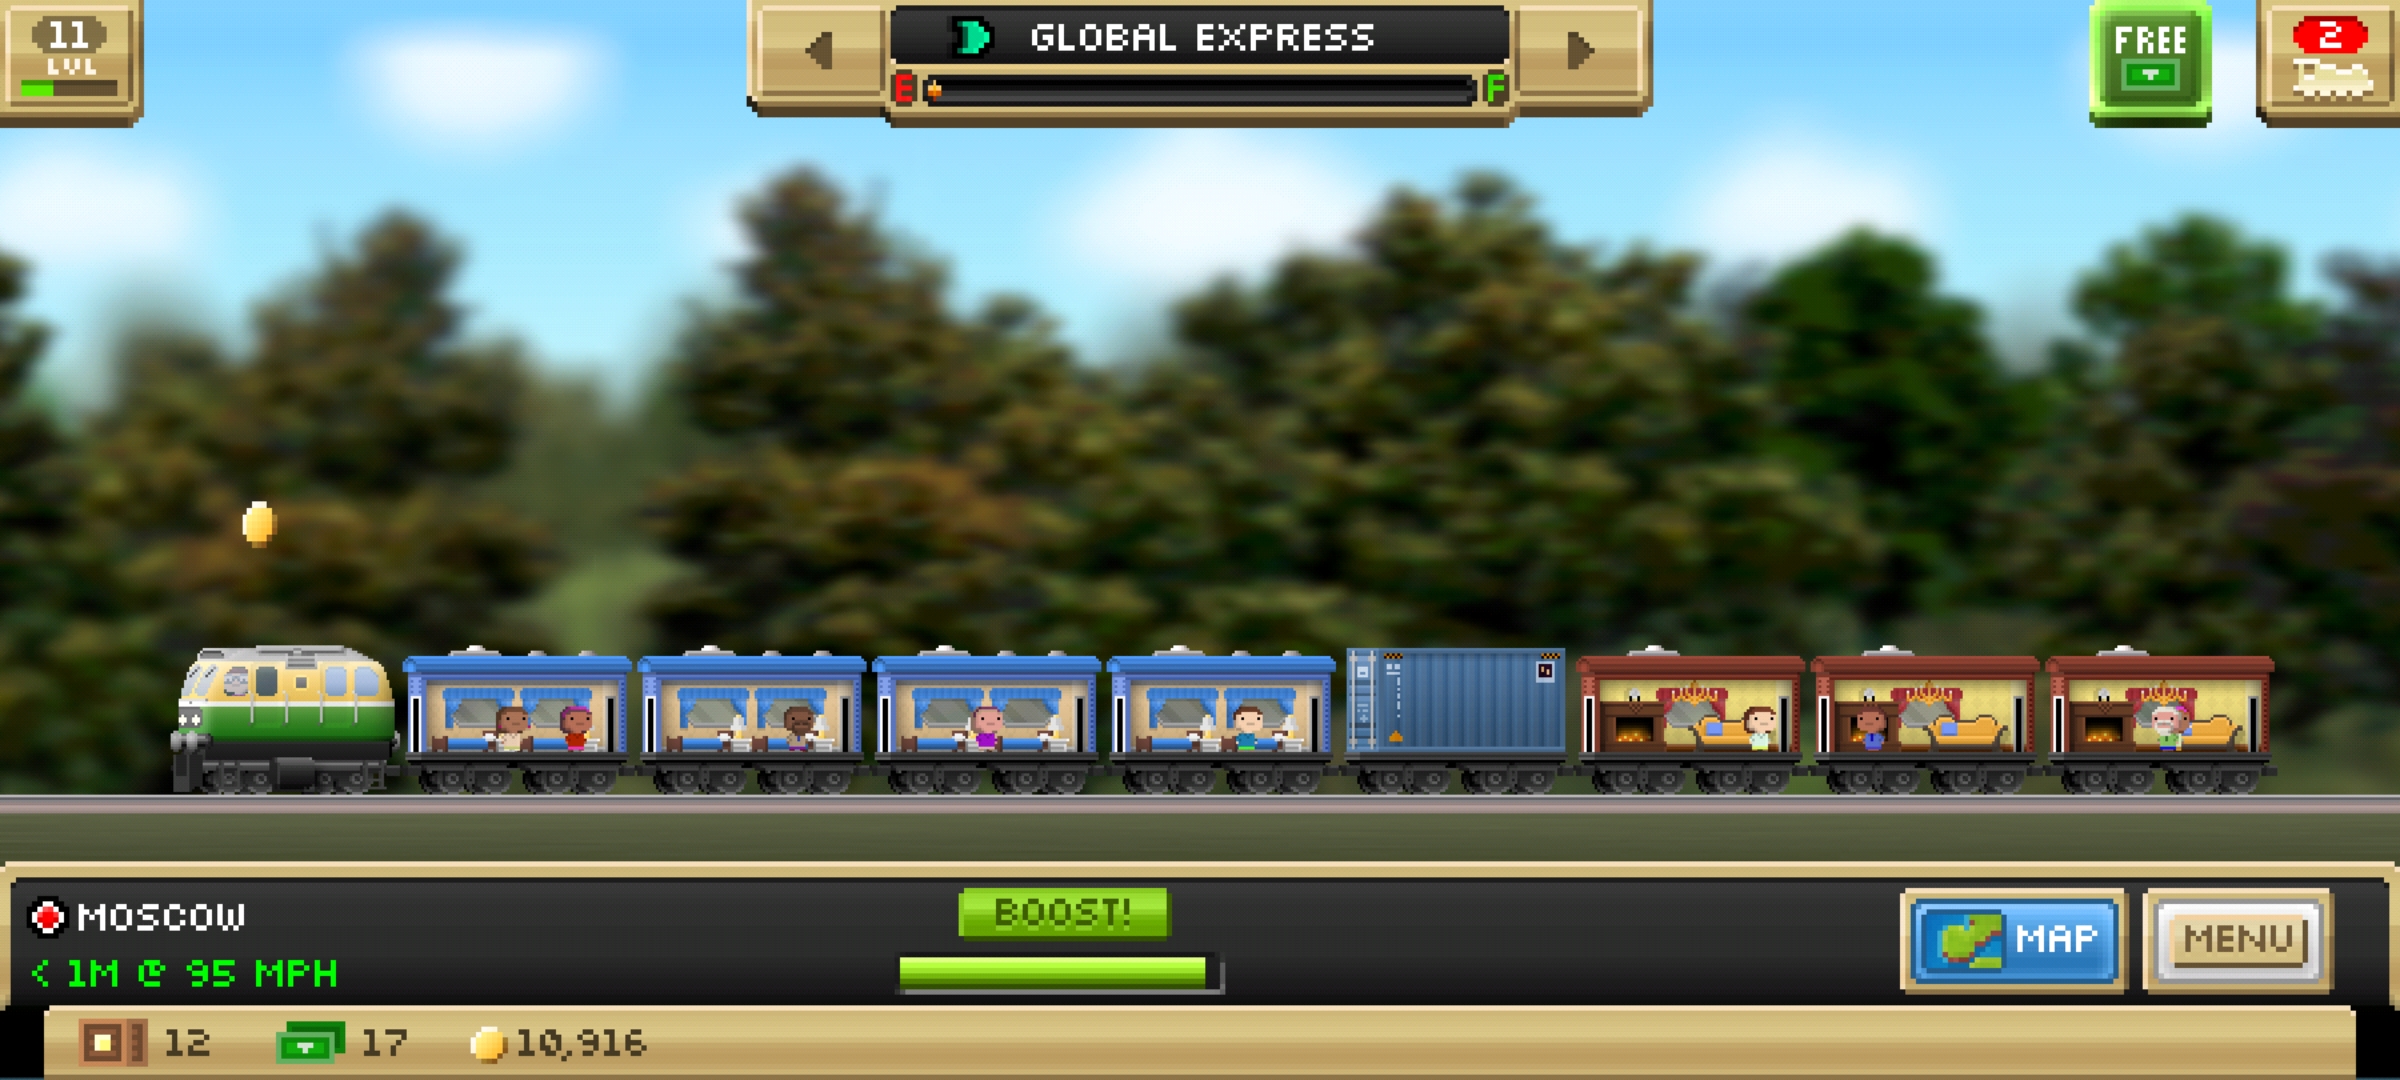 11
LVL
GLOBAL EXPRESS
E F
FREE
2
MOSCOW
< 1M @ 95 MPH
BOOST!
MAP
MENU
12 17 10,916